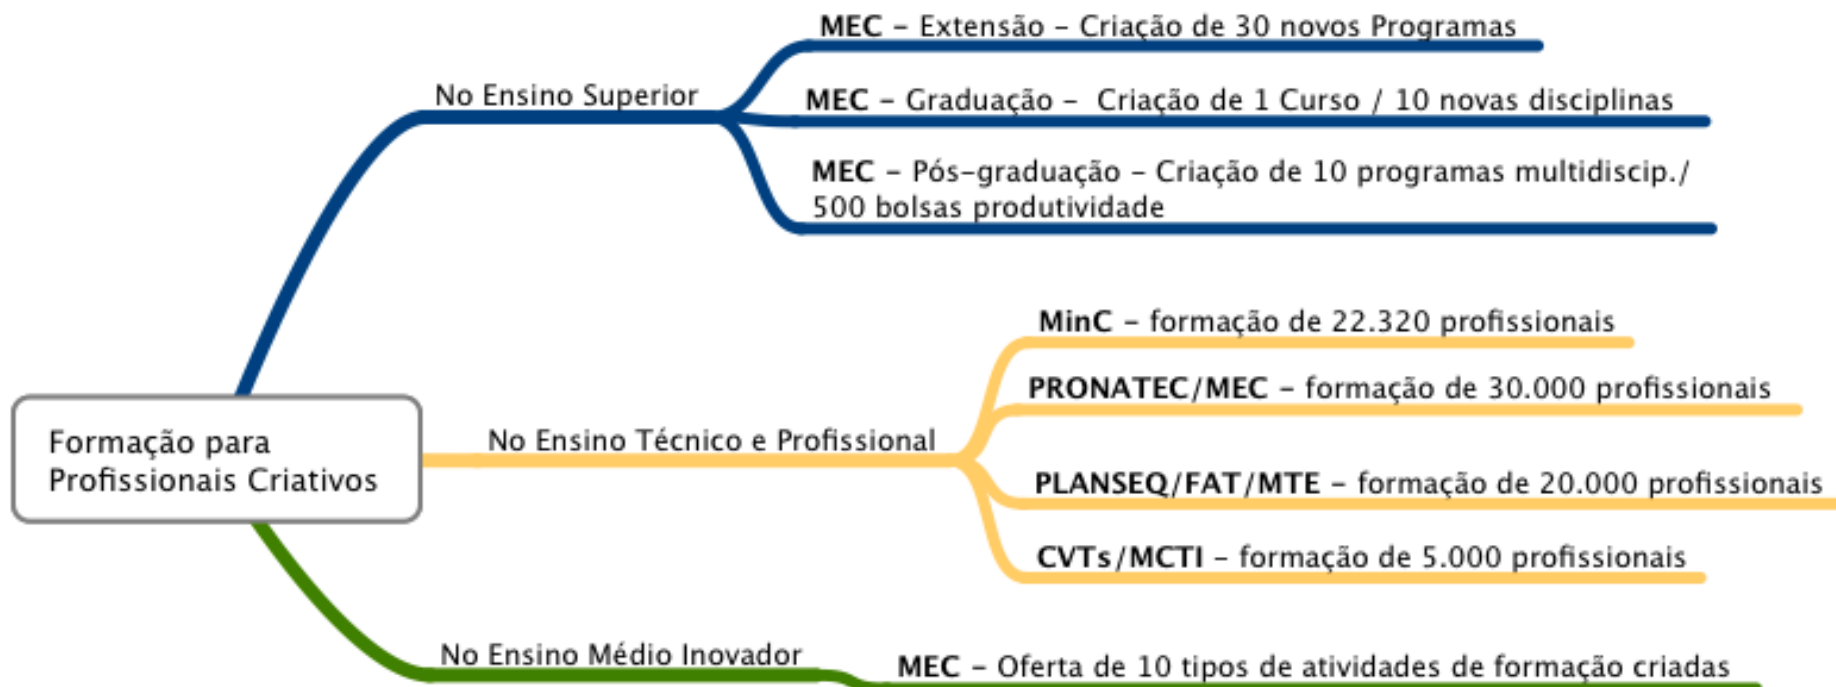 MEC – Extensão – Criação de 30 novos Programas
No Ensino Superior
MEC – Graduação – Criação de 1 Curso / 10 novas disciplinas
MEC – Pós-graduação – Criação de 10 programas multidiscip./
500 bolsas produtividade
MinC – formação de 22.320 profissionais
PRONATEC/MEC – formação de 30.000 profissionais
Formação para
Profissionais Criativos
No Ensino Técnico e Profissional
PLANSEQ/FAT/MTE – formação de 20.000 profissionais
CVTs/MCTI – formação de 5.000 profissionais
No Ensino Médio Inovador
MEC – Oferta de 10 tipos de atividades de formação criadas